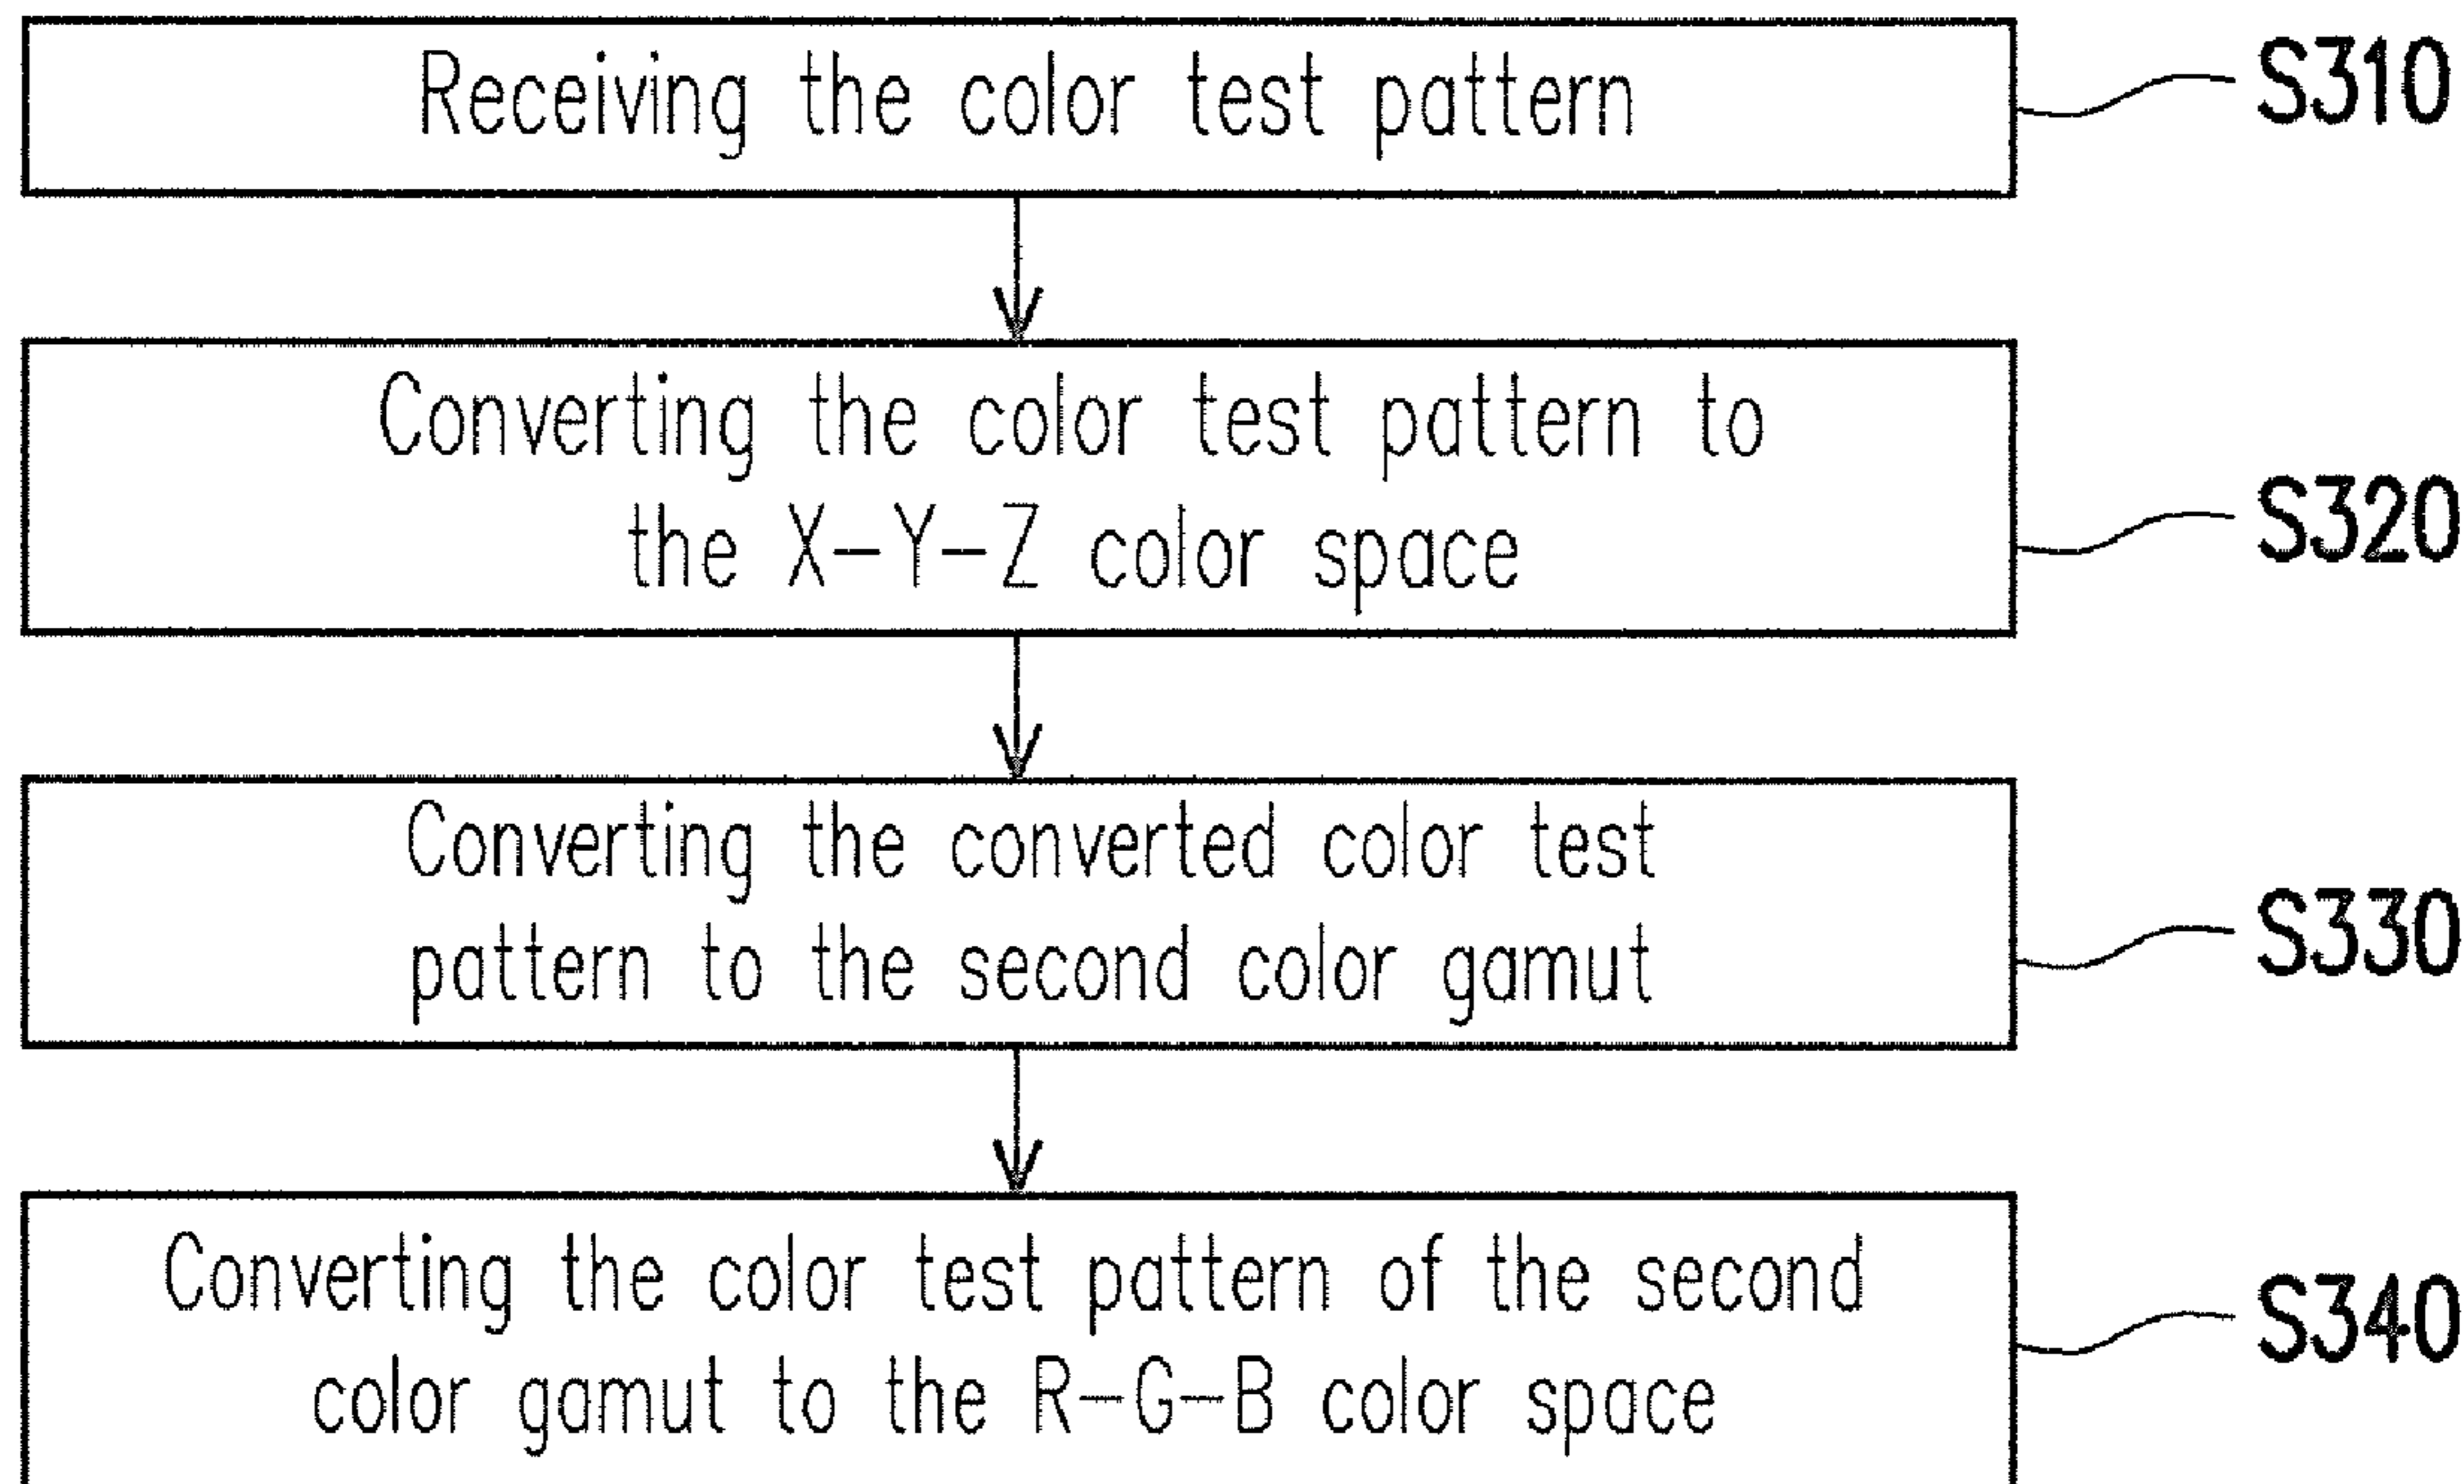 Receiving the color test pattern
S310
Converting the color test pattern to
the X-Y-Z color space
S320
Converting the converted color test
pattern to the second color gamut
S330
Converting the color test pattern of the second
color gamut to the R-G-B color space
S340